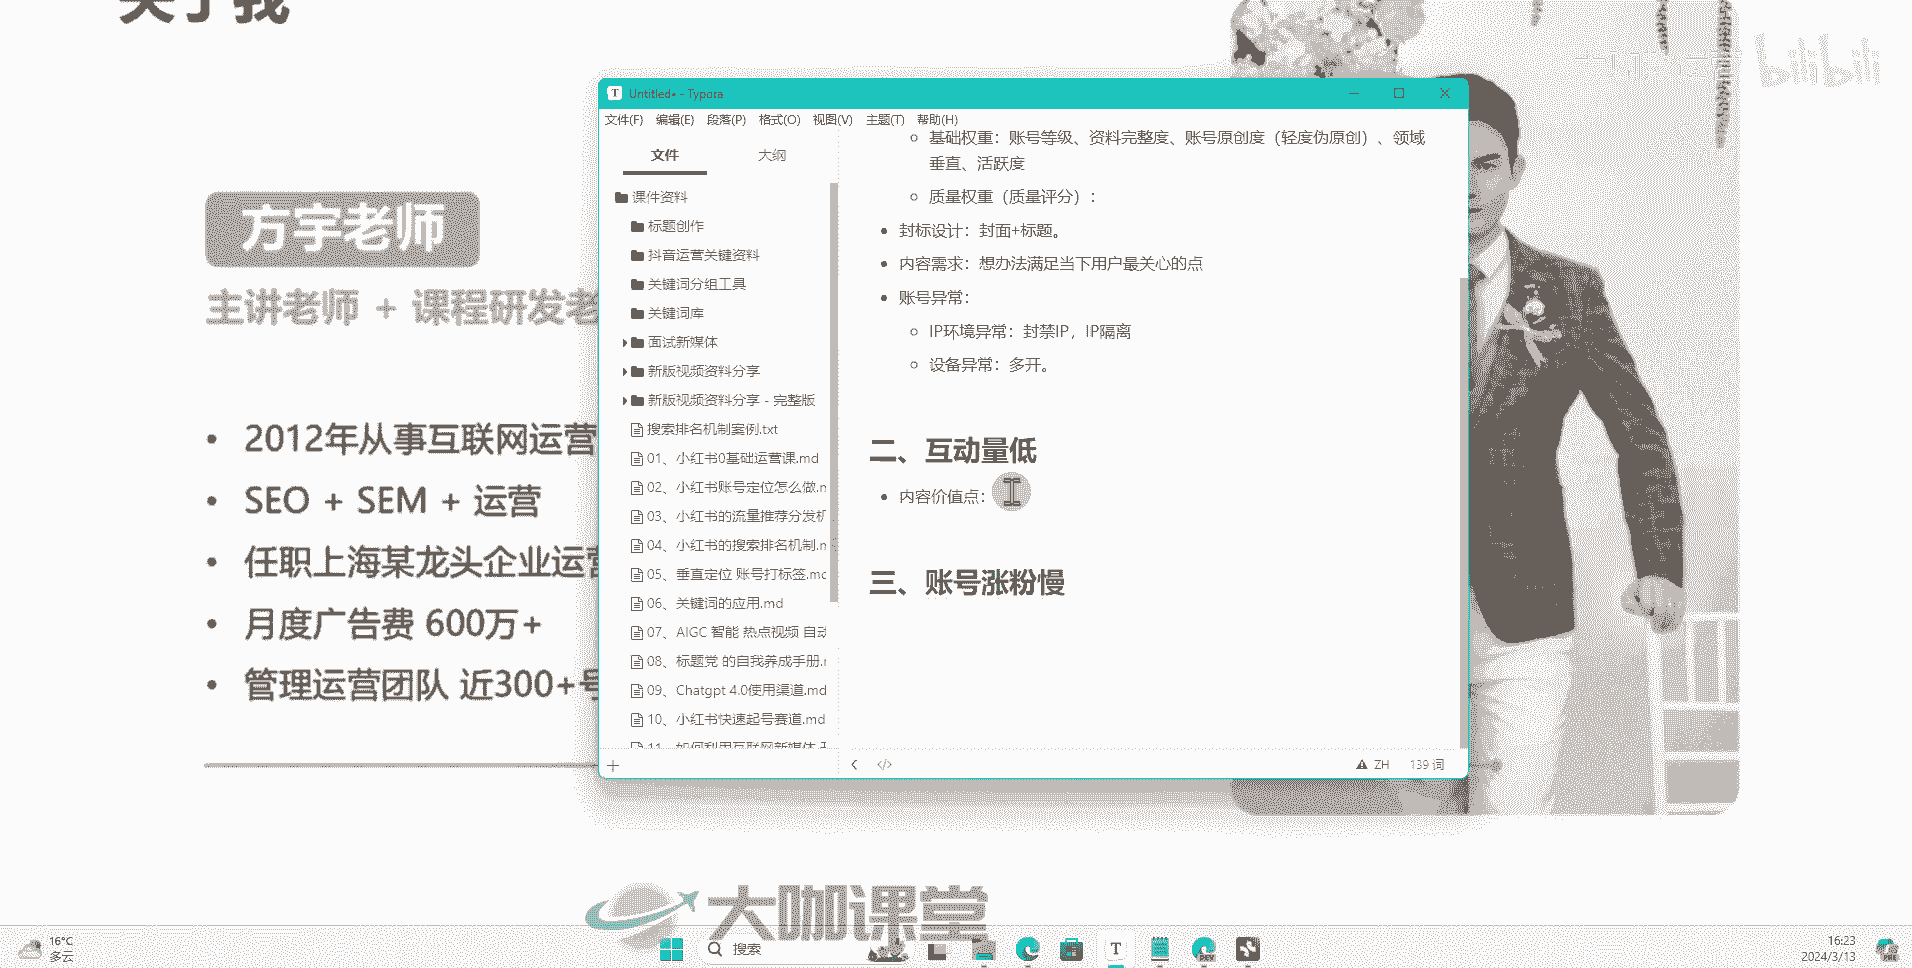 关于我
bilibili
方宇老师
主讲老师 + 课程研发老
2012年从事互联网运营
SEO + SEM + 运营
任职上海某龙头企业运营
月度广告费 600万+
管理运营团队 近300+号
Untitled• - Typora
文件(F) 编辑(E) 段落(P) 格式(O) 视图(V) 主题(T) 帮助(H)
文件 大纲
课件资料
标题创作
抖音运营关键资料
关键词分组工具
关键词库
面试新媒体
新版视频资料分享
新版视频资料分享 - 完整版
搜索排名机制案例.txt
01、小红书0基础运营课.md
02、小红书账号定位怎么做.m
03、小红书的流量推荐分发机
04、小红书的搜索排名机制.m
05、垂直定位 账号打标签.md
06、关键词的应用.md
07、AIGC 智能 热点视频 自动
08、标题党 的自我养成手册.m
09、Chatgpt 4.0使用渠道.md
10、小红书快速起号赛道.md
11、如何利用互联网新媒体
基础权重：账号等级、资料完整度、账号原创度（轻度伪原创）、领域
垂直、活跃度
质量权重（质量评分）：
封标设计：封面+标题。
内容需求：想办法满足当下用户最关心的点
账号异常：
IP环境异常：封禁IP，IP隔离
设备异常：多开。
二、互动量低
内容价值点：
三、账号涨粉慢
ZH 139 词
大咖课堂
16°C
多云
搜索
16:23
2024/3/13